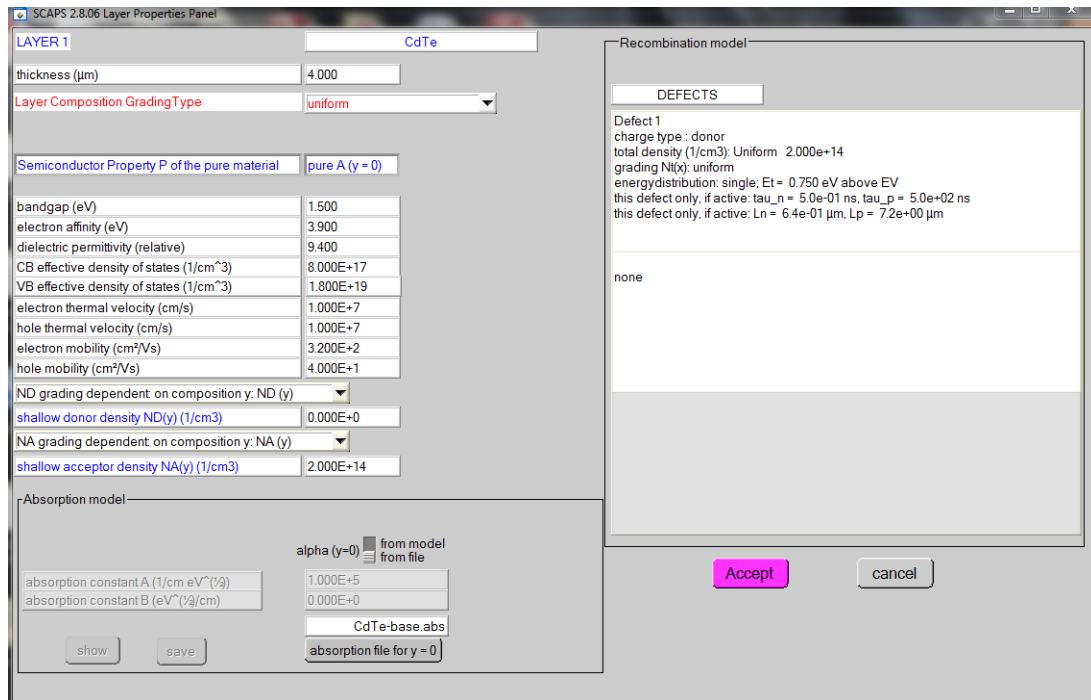 SCAPS 2.8.06 Layer Properties Panel
LAYER 1 CdTe
thickness (µm) 4.000
Layer Composition GradingType uniform
Semiconductor Property P of the pure material pure A (y = 0)
bandgap (eV) 1.500
electron affinity (eV) 3.900
dielectric permittivity (relative) 9.400
CB effective density of states (1/cm^3) 8.000E+17
VB effective density of states (1/cm^3) 1.800E+19
electron thermal velocity (cm/s) 1.000E+7
hole thermal velocity (cm/s) 1.000E+7
electron mobility (cm²/Vs) 3.200E+2
hole mobility (cm²/Vs) 4.000E+1
ND grading dependent: on composition y: ND (y)
shallow donor density ND(y) (1/cm3) 0.000E+0
NA grading dependent: on composition y: NA (y)
shallow acceptor density NA(y) (1/cm3) 2.000E+14
Absorption model
alpha (y=0) from model
from file
absorption constant A (1/cm eV^(½)) 1.000E+5
absorption constant B (eV^(½)/cm) 0.000E+0
CdTe-base.abs
show save absorption file for y = 0
Recombination model
DEFECTS
Defect 1
charge type : donor
total density (1/cm3): Uniform 2.000e+14
grading Nt(x): uniform
energydistribution: single; Et = 0.750 eV above EV
this defect only, if active: tau_n = 5.0e-01 ns, tau_p = 5.0e+02 ns
this defect only, if active: Ln = 6.4e-01 µm, Lp = 7.2e+00 µm
none
Accept cancel